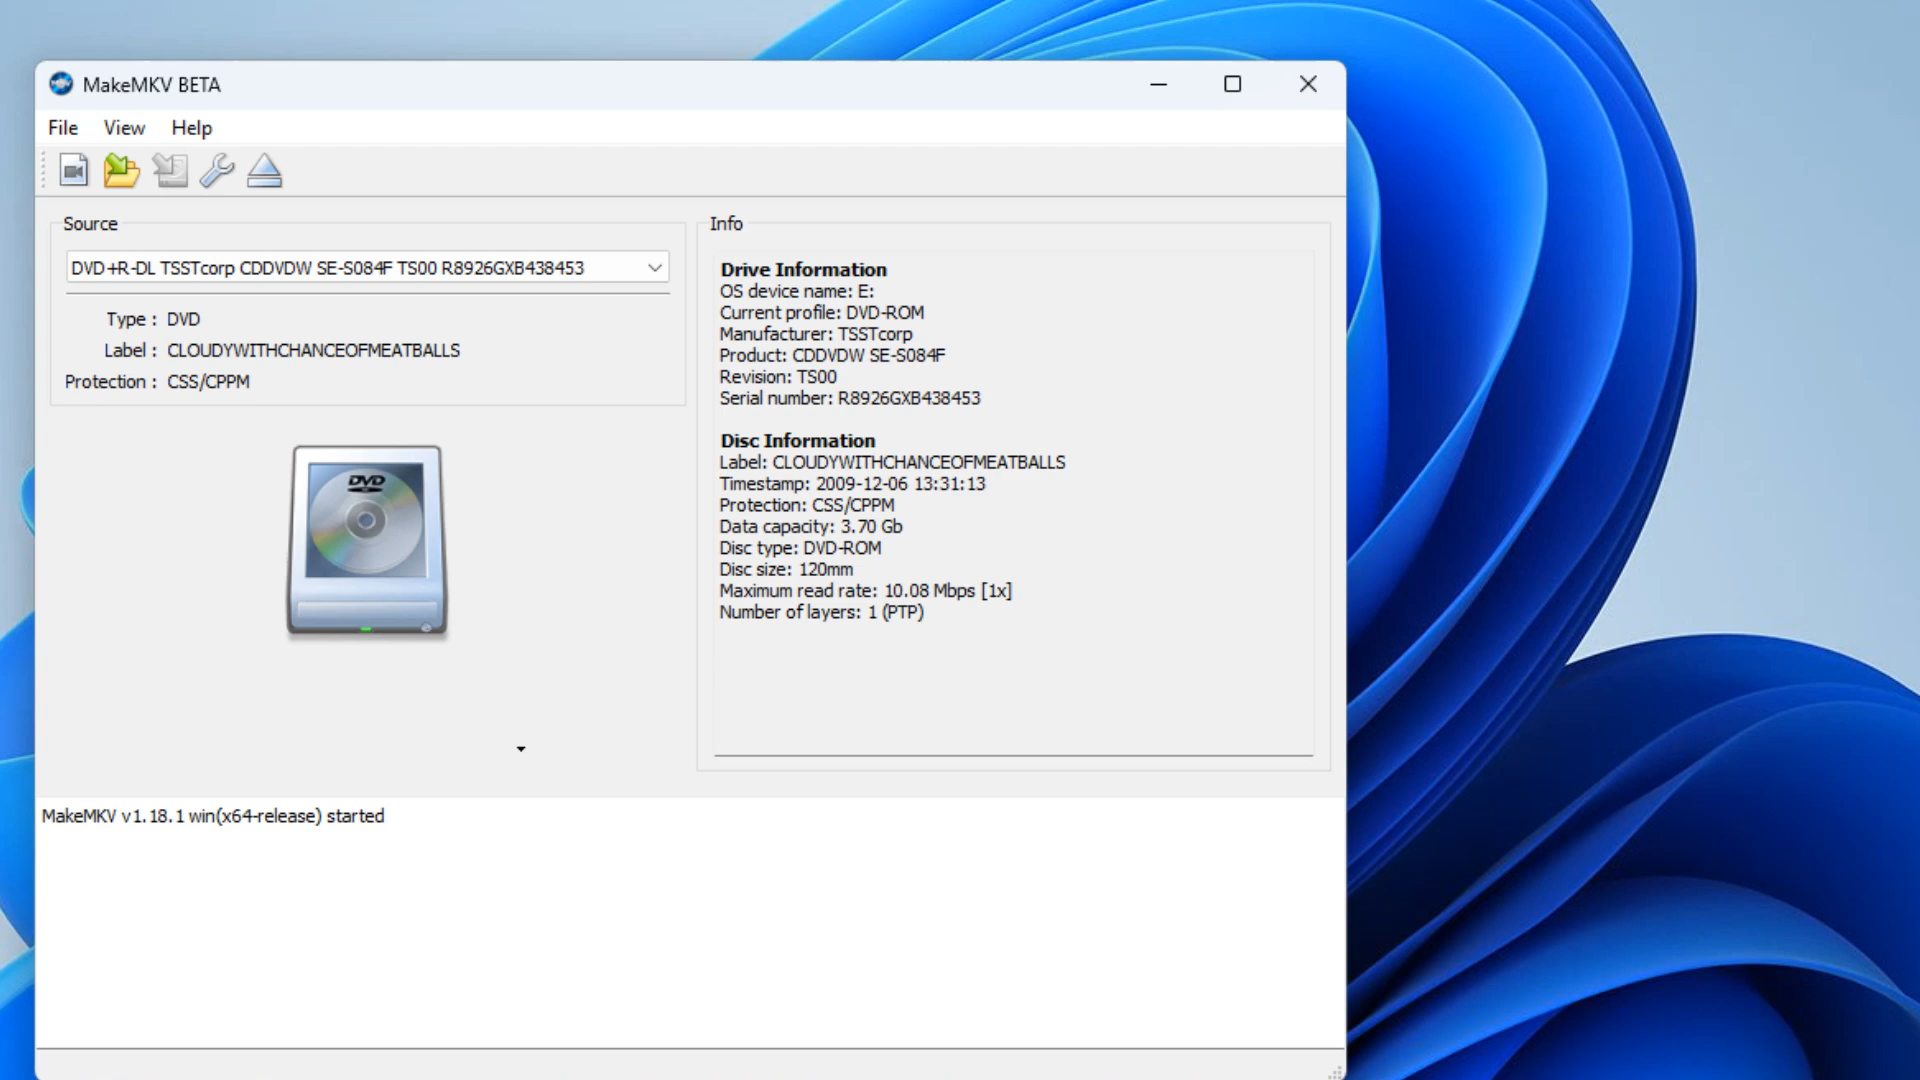 MakeMKV BETA
File View Help
Source
DVD+R-DL TSSTcorp CDDVDW SE-S084F TS00 R8926GXB438453
Type : DVD
Label : CLOUDYWITHCHANCEOFMEATBALLS
Protection : CSS/CPPM
DVD
Info
Drive Information
OS device name: E:
Current profile: DVD-ROM
Manufacturer: TSSTcorp
Product: CDDVDW SE-S084F
Revision: TS00
Serial number: R8926GXB438453
Disc Information
Label: CLOUDYWITHCHANCEOFMEATBALLS
Timestamp: 2009-12-06 13:31:13
Protection: CSS/CPPM
Data capacity: 3.70 Gb
Disc type: DVD-ROM
Disc size: 120mm
Maximum read rate: 10.08 Mbps [1x]
Number of layers: 1 (PTP)
MakeMKV v1.18.1 win(x64-release) started